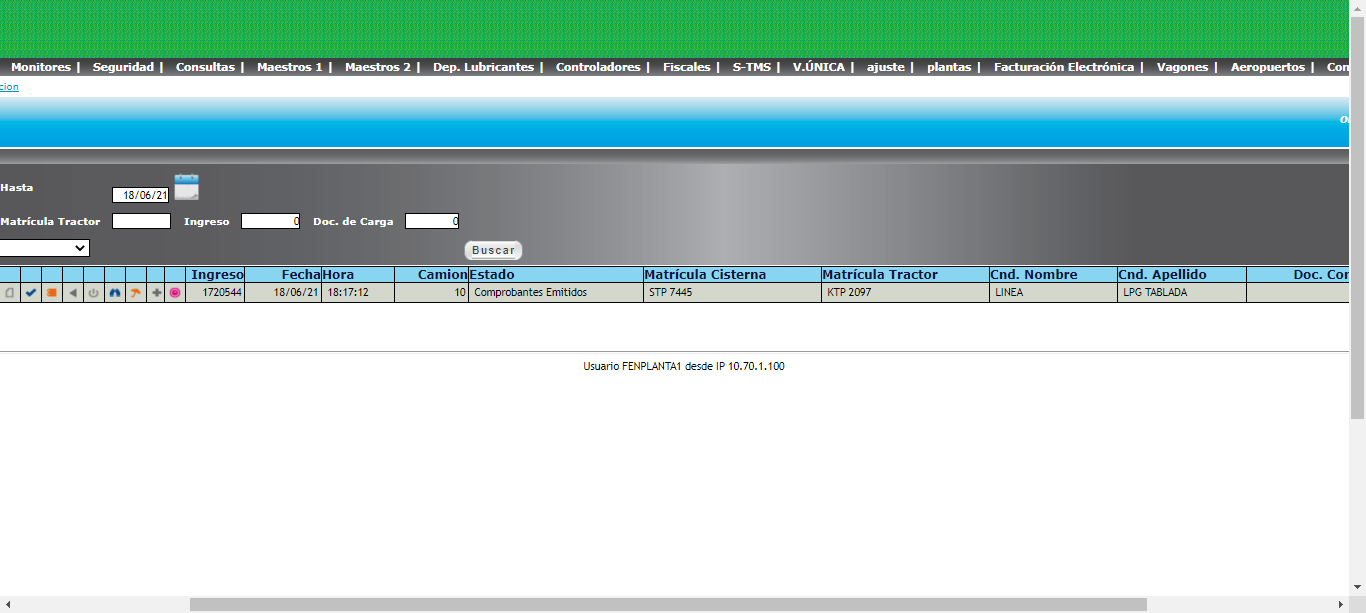 Monitores | Seguridad | Consultas | Maestros 1 | Maestros 2 | Dep. Lubricantes | Controladores | Fiscales | S-TMS | V.ÚNICA | ajuste | plantas | Facturación Electrónica | Vagones | Aeropuertos | Con
cion
Hasta 18/06/21
Matrícula Tractor Ingreso 0 Doc. de Carga 0
Buscar
Ingreso Fecha Hora Camion Estado Matrícula Cisterna Matrícula Tractor Cnd. Nombre Cnd. Apellido Doc. Cor
1720544 18/06/21 18:17:12 10 Comprobantes Emitidos STP 7445 KTP 2097 LINEA LPG TABLADA
Usuario FENPLANTA1 desde IP 10.70.1.100